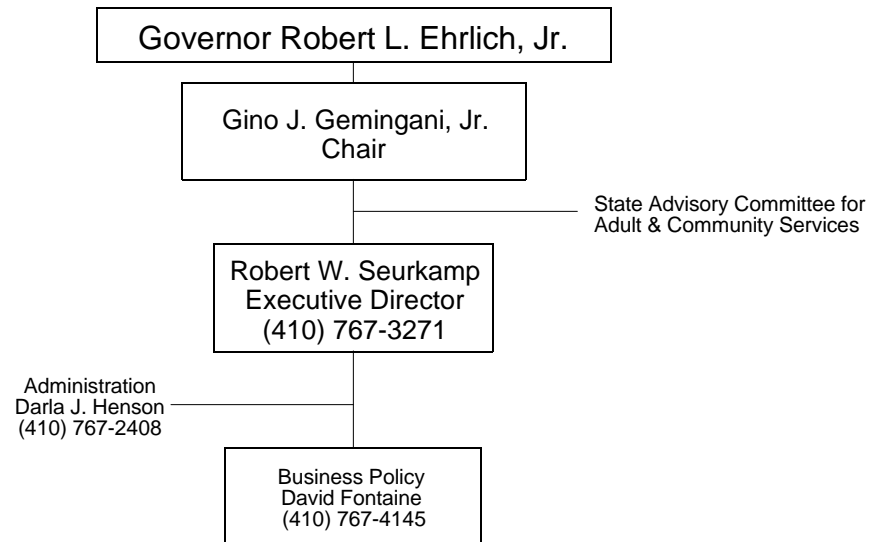 Governor Robert L. Ehrlich, Jr.
Gino J. Gemingani, Jr.
Chair
State Advisory Committee for
Adult & Community Services
Robert W. Seurkamp
Executive Director
(410) 767-3271
Administration
Darla J. Henson
(410) 767-2408
Business Policy
David Fontaine
(410) 767-4145